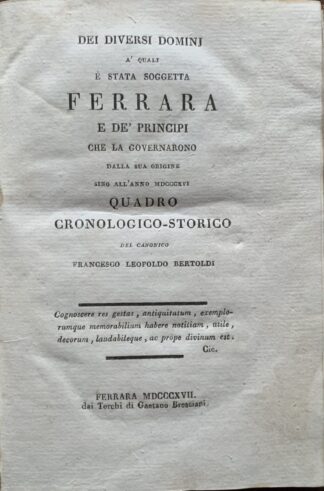 DEI DIVERSI DOMINJ
A' QUALI
È STATA SOGGETTA
FERRARA
E DE' PRINCIPI
CHE LA GOVERNARONO
DALLA SUA ORIGINE
SINO ALL'ANNO MDCCCXVI
QUADRO
CRONOLOGICO-STORICO
DEL CANONICO
FRANCESCO LEOPOLDO BERTOLDI
Cognoscere res gestas, antiquitatum, exemplo-
rumque memorabilium habere notitiam, utile,
decorum, laudabileque, ac prope divinum est.
Cic.
FERRARA MDCCCXVII.
dai Torchi di Gaetano Bresciani.